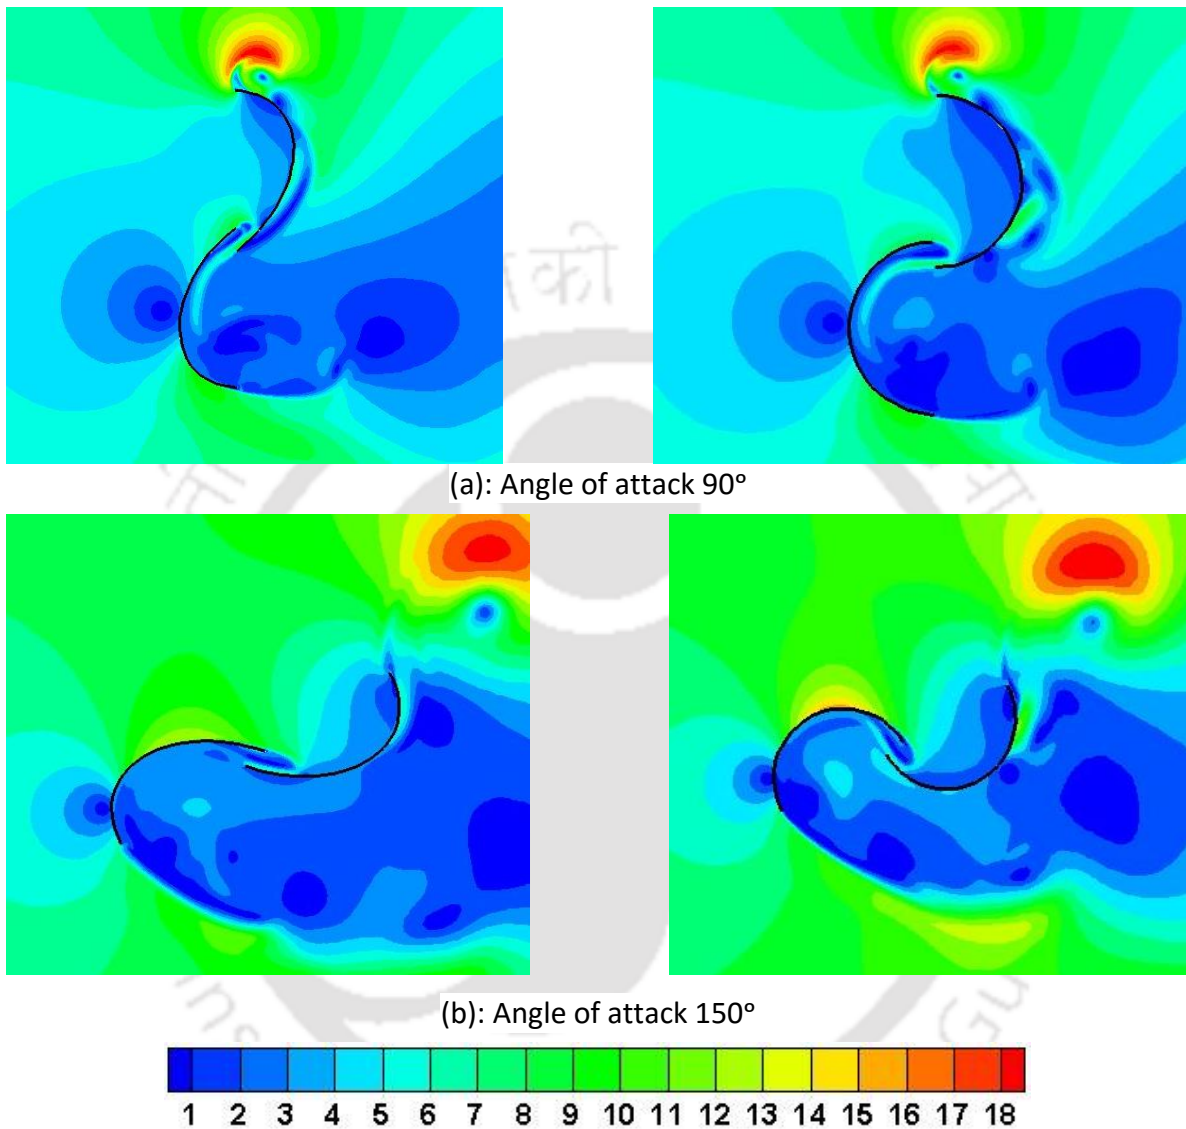 कि
(a): Angle of attack 90°
(b): Angle of attack 150°
1 2 3 4 5 6 7 8 9 10 11 12 13 14 15 16 17 18